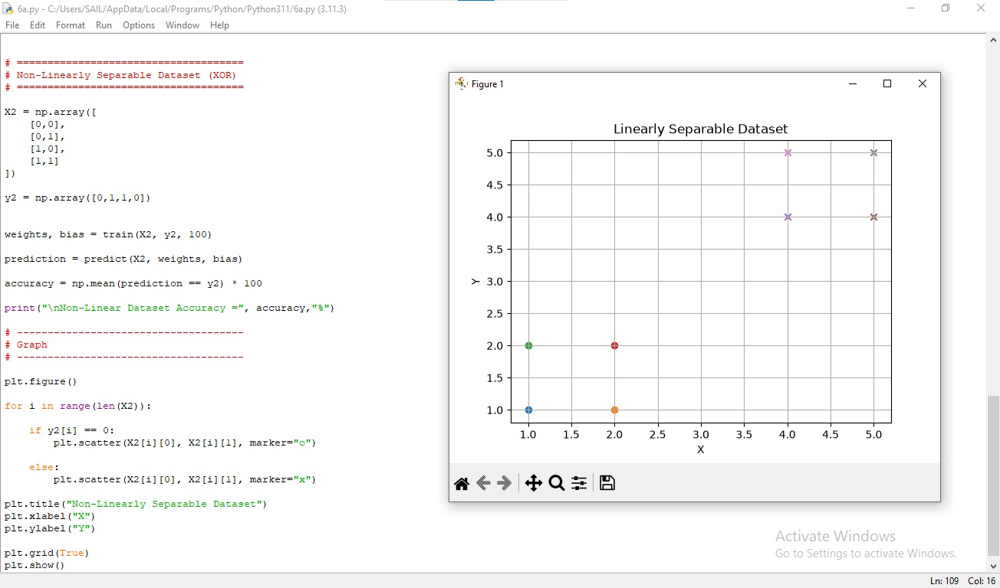 6a.py - C:/Users/SAIL/AppData/Local/Programs/Python/Python311/6a.py (3.11.3)
File Edit Format Run Options Window Help
# =====================================
# Non-Linearly Separable Dataset (XOR)
# =====================================
X2 = np.array([
    [0,0],
    [0,1],
    [1,0],
    [1,1]
])
y2 = np.array([0,1,1,0])
weights, bias = train(X2, y2, 100)
prediction = predict(X2, weights, bias)
accuracy = np.mean(prediction == y2) * 100
print("\nNon-Linear Dataset Accuracy =", accuracy,"%")
# -------------------------------------
# Graph
# -------------------------------------
plt.figure()
for i in range(len(X2)):
    if y2[i] == 0:
        plt.scatter(X2[i][0], X2[i][1], marker="o")
    else:
        plt.scatter(X2[i][0], X2[i][1], marker="x")
plt.title("Non-Linearly Separable Dataset")
plt.xlabel("X")
plt.ylabel("Y")
plt.grid(True)
plt.show()
Figure 1
Linearly Separable Dataset
5.0
4.5
4.0
3.5
Y
3.0
2.5
2.0
1.5
1.0
1.0 1.5 2.0 2.5 3.0 3.5 4.0 4.5 5.0
X
Activate Windows
Go to Settings to activate Windows.
Ln: 109 Col: 16